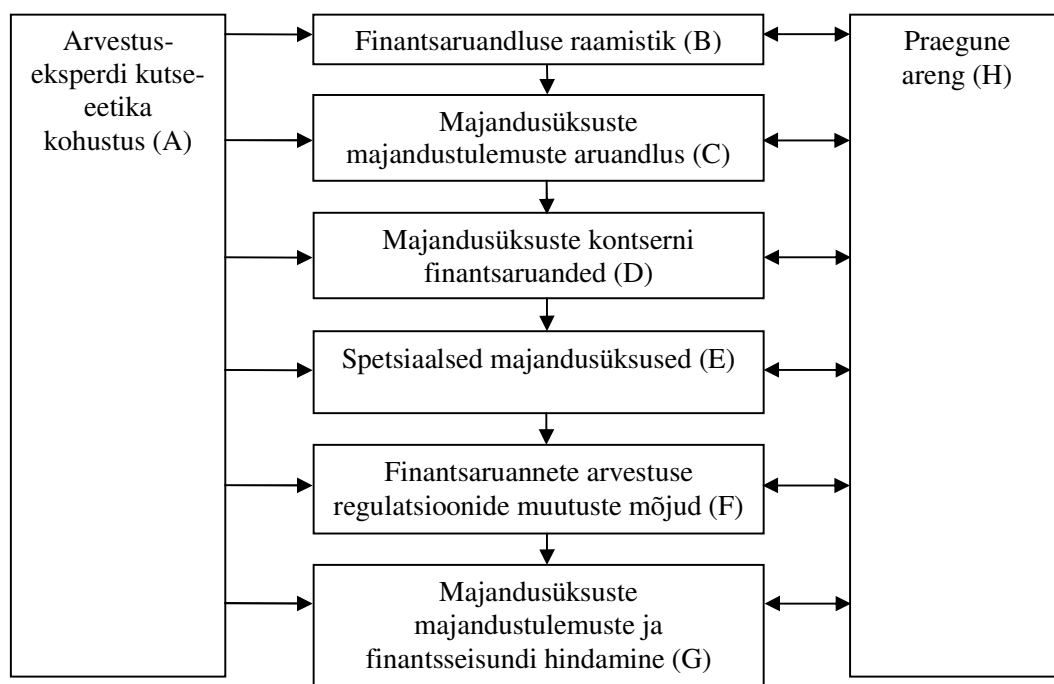 Arvestus-
eksperdi kutse-
eetika
kohustus (A)
Finantsaruandluse raamistik (B)
Majandusüksuste
majandustulemuste aruandlus (C)
Majandusüksuste kontserni
finantsaruanded (D)
Spetsiaalsed majandusüksused (E)
Finantsaruannete arvestuse
regulatsioonide muutuste mõjud (F)
Majandusüksuste
majandustulemuste ja
finantsseisundi hindamine (G)
Praegune
areng (H)